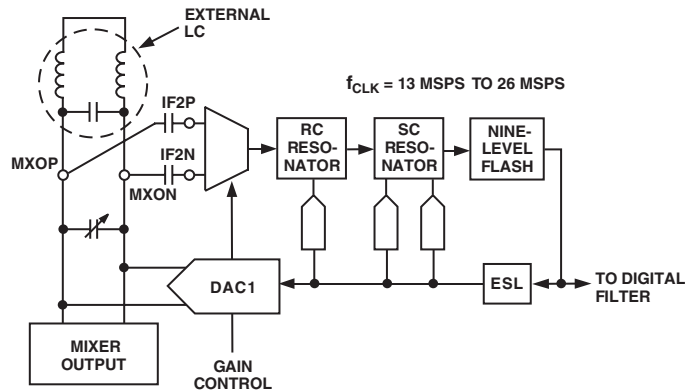 EXTERNAL
LC
f_CLK = 13 MSPS TO 26 MSPS
IF2P
RC
RESO-
NATOR
SC
RESO-
NATOR
NINE-
LEVEL
FLASH
MXOP
IF2N
MXON
DAC1
ESL
TO DIGITAL
FILTER
MIXER
OUTPUT
GAIN
CONTROL